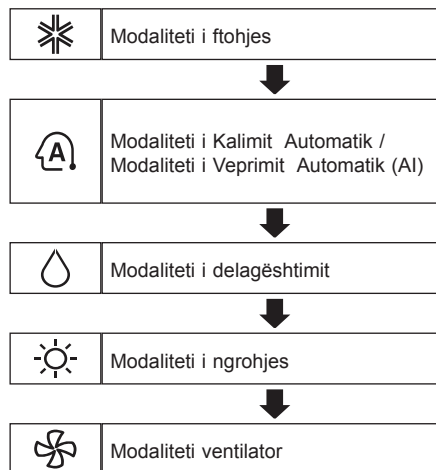 Modaliteti i ftohjes
A
Modaliteti i Kalimit Automatik /
Modaliteti i Veprimit Automatik (AI)
Modaliteti i delagështimit
Modaliteti i ngrohjes
Modaliteti ventilator